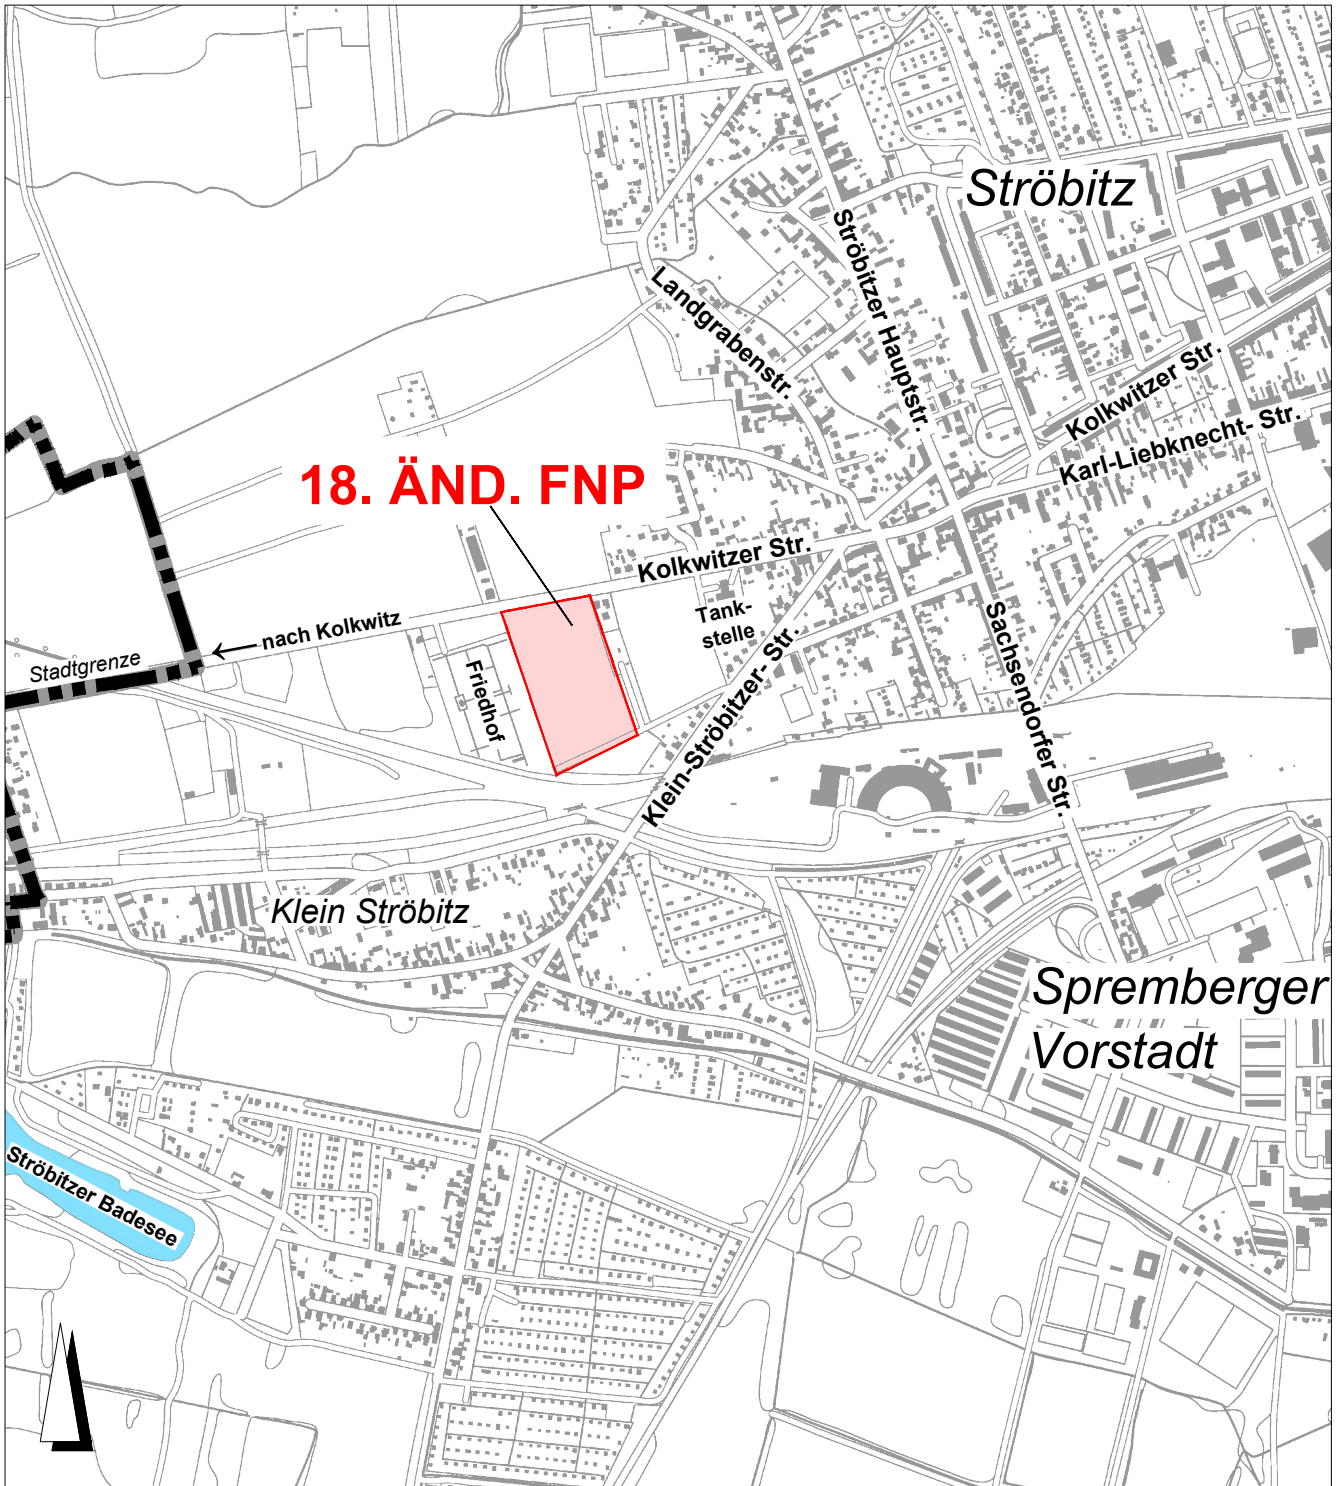 Ströbitz
Ströbitzer Hauptstr.
Landgrabenstr.
Kolkwitzer Str.
Karl-Liebknecht- Str.
18. ÄND. FNP
Kolkwitzer Str.
Tank-
stelle
nach Kolkwitz
Stadtgrenze
Friedhof
Klein-Ströbitzer- Str.
Sachsendorfer Str.
Klein Ströbitz
Spremberger
Vorstadt
Ströbitzer Badesee